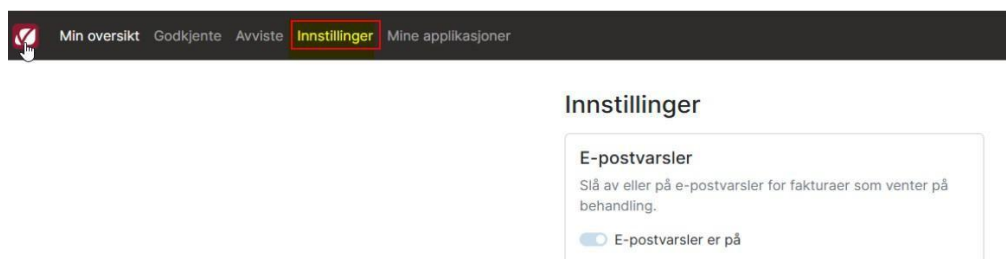 Min oversikt Godkjente Avviste Innstillinger Mine applikasjoner
Innstillinger
E-postvarsler
Slå av eller på e-postvarsler for fakturaer som venter på
behandling.
E-postvarsler er på